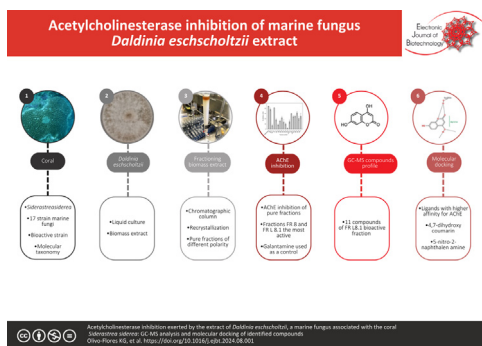 Acetylcholinesterase inhibition of marine fungus
Daldinia eschscholtzii extract
Electronic
Journal of
Biotechnology
1
2
3
4
5
6
Coral
Daldinia
eschscholtzii
Fractioning
biomass extract
AChE
inhibition
GC-MS compounds
profile
Molecular
docking
•Siderastreasiderea
•17 strain marine
fungi
•Bioactive strain
•Molecular
taxonomy
•Liquid culture
•Biomass extract
•Chromatographic
column
•Recrystallization
•Pure fractions of
different polarity
•AChE inhibition of
pure fractions
•Fractions FR 8 and
FR L 8.1 the most
active
•Galantamine used
as a control
•11 compounds
of FR L8.1 bioactive
fraction
•Ligands with higher
affinity for AChE
•4,7-dihydroxy
coumarin
•5-nitro-2-
naphthalen amine
Acetylcholinesterase inhibition exerted by the extract of Daldinia eschscholtzii, a marine fungus associated with the coral
Siderastrea siderea: GC-MS analysis and molecular docking of identified compounds
Olivo-Flores KG, et al. https://doi.org/10.1016/j.ejbt.2024.08.001